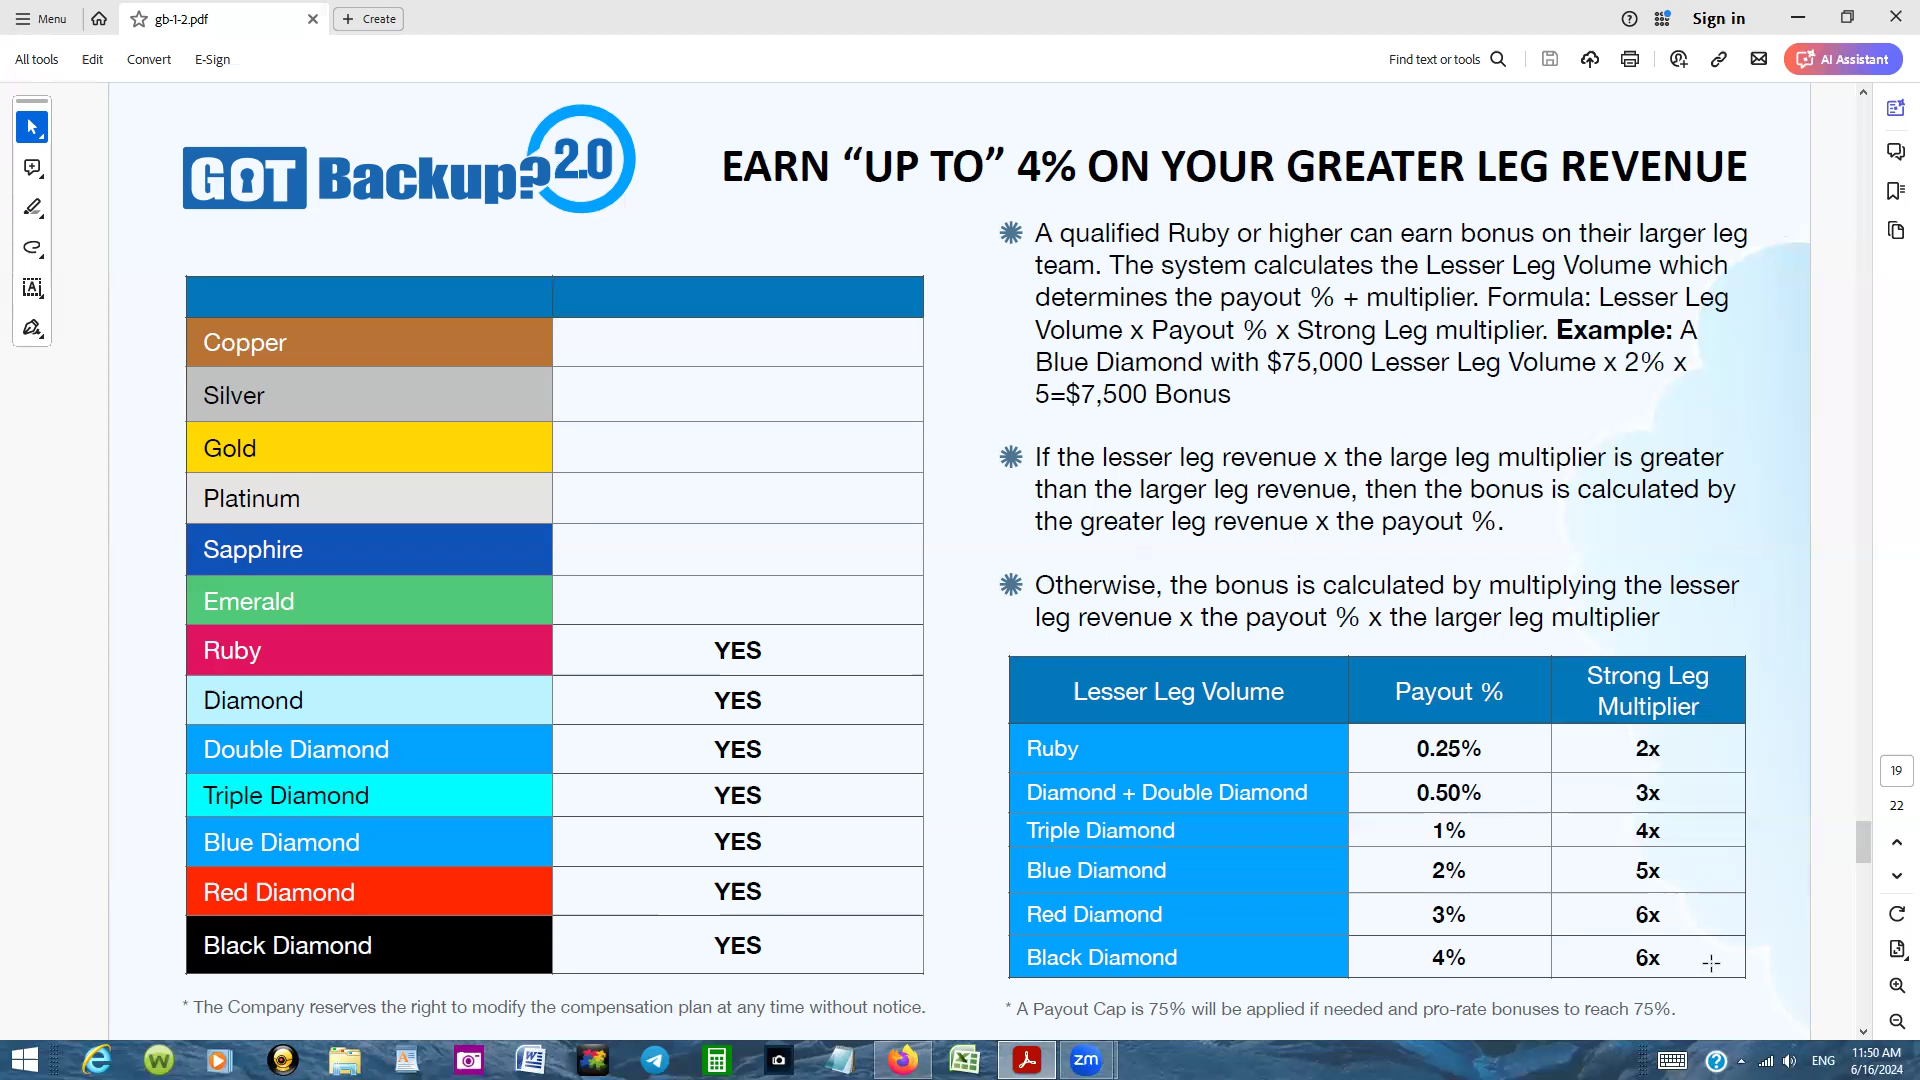 Menu
gb-1-2.pdf
Create
Sign in
All tools
Edit
Convert
E-Sign
Find text or tools
AI Assistant
GOT Backup? 2.0
EARN “UP TO” 4% ON YOUR GREATER LEG REVENUE
Copper
Silver
Gold
Platinum
Sapphire
Emerald
Ruby YES
Diamond YES
Double Diamond YES
Triple Diamond YES
Blue Diamond YES
Red Diamond YES
Black Diamond YES
* The Company reserves the right to modify the compensation plan at any time without notice.
A qualified Ruby or higher can earn bonus on their larger leg
team. The system calculates the Lesser Leg Volume which
determines the payout % + multiplier. Formula: Lesser Leg
Volume x Payout % x Strong Leg multiplier. Example: A
Blue Diamond with $75,000 Lesser Leg Volume x 2% x
5=$7,500 Bonus
If the lesser leg revenue x the large leg multiplier is greater
than the larger leg revenue, then the bonus is calculated by
the greater leg revenue x the payout %.
Otherwise, the bonus is calculated by multiplying the lesser
leg revenue x the payout % x the larger leg multiplier
Lesser Leg Volume Payout % Strong Leg
Multiplier
Ruby 0.25% 2x
Diamond + Double Diamond 0.50% 3x
Triple Diamond 1% 4x
Blue Diamond 2% 5x
Red Diamond 3% 6x
Black Diamond 4% 6x
* A Payout Cap is 75% will be applied if needed and pro-rate bonuses to reach 75%.
19
22
zm
ENG
11:50 AM
6/16/2024